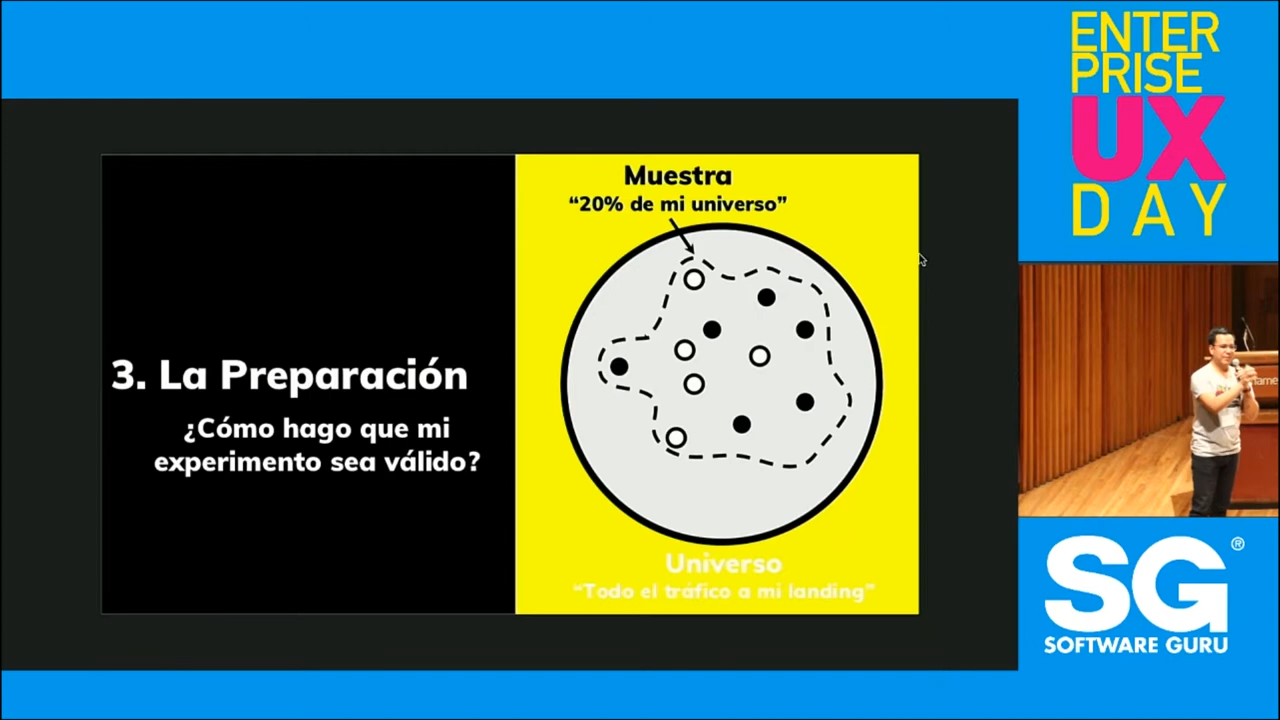 3. La Preparación
¿Cómo hago que mi
experimento sea válido?
Muestra
“20% de mi universo”
Universo
“Todo el tráfico a mi landing”
ENTER
PRISE
UX
DAY
SG®
SOFTWARE GURU